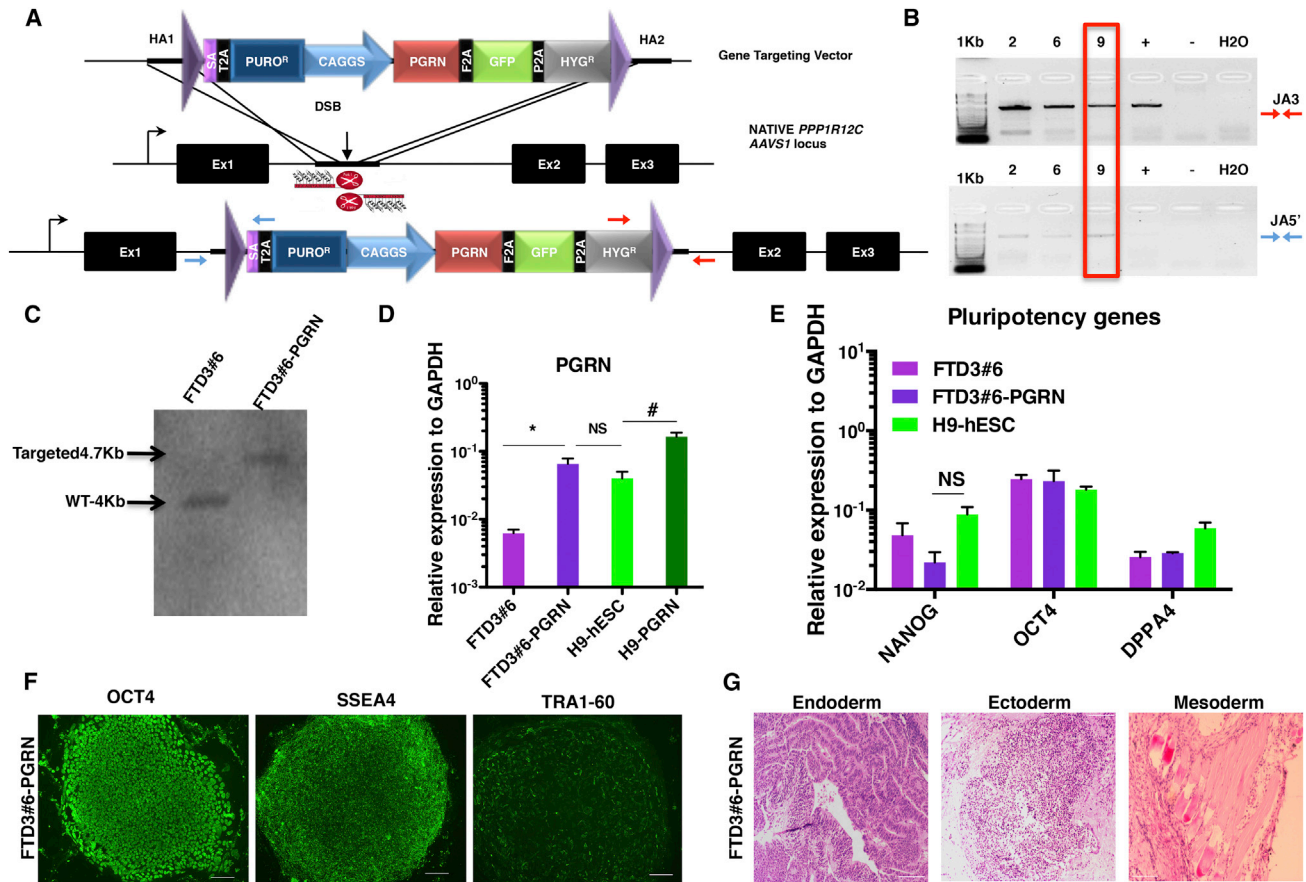 A
HA1
SA
T2A
PURO^R
CAGGS
PGRN
F2A
GFP
P2A
HYG^R
HA2
Gene Targeting Vector
DSB
NATIVE PPP1R12C
AAVS1 locus
Ex1
Ex2
Ex3
Ex1
SA
T2A
PURO^R
CAGGS
PGRN
F2A
GFP
P2A
HYG^R
Ex2
Ex3
B
1Kb 2 6 9 + - H2O
JA3
1Kb 2 6 9 + - H2O
JA5'
C
FTD3#6
FTD3#6-PGRN
Targeted4.7Kb
WT-4Kb
D
PGRN
Relative expression to GAPDH
10^0
10^-1
10^-2
10^-3
*
NS
#
FTD3#6
FTD3#6-PGRN
H9-hESC
H9-PGRN
E
Pluripotency genes
Relative expression to GAPDH
10^1
10^0
10^-1
10^-2
FTD3#6
FTD3#6-PGRN
H9-hESC
NS
NANOG
OCT4
DPPA4
F
OCT4
SSEA4
TRA1-60
FTD3#6-PGRN
G
Endoderm
Ectoderm
Mesoderm
FTD3#6-PGRN